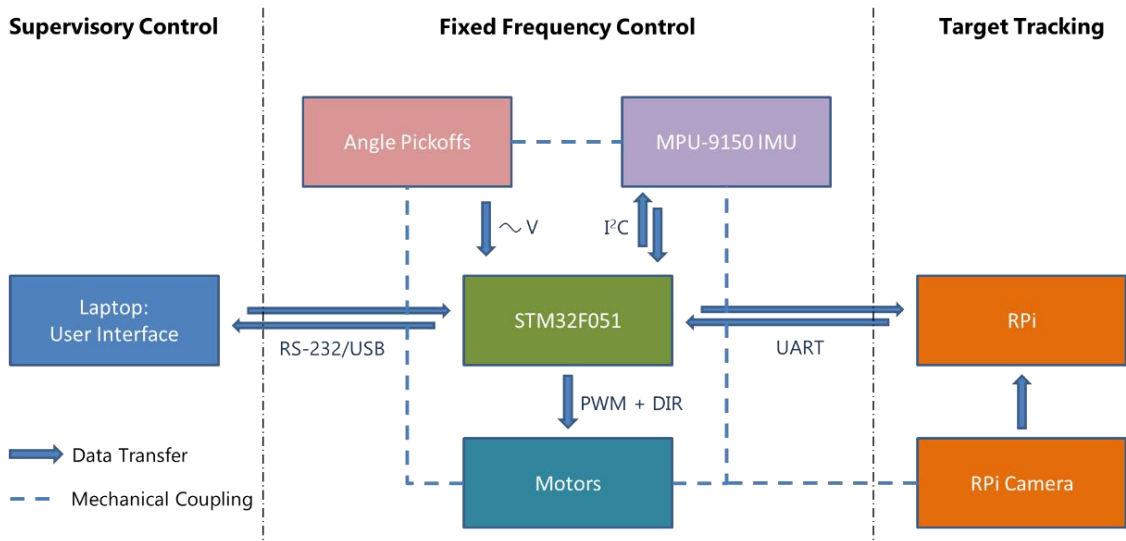 Supervisory Control
Fixed Frequency Control
Target Tracking
Angle Pickoffs
MPU-9150 IMU
~ V
I²C
Laptop:
User Interface
STM32F051
RPi
RS-232/USB
UART
PWM + DIR
Data Transfer
Motors
RPi Camera
Mechanical Coupling